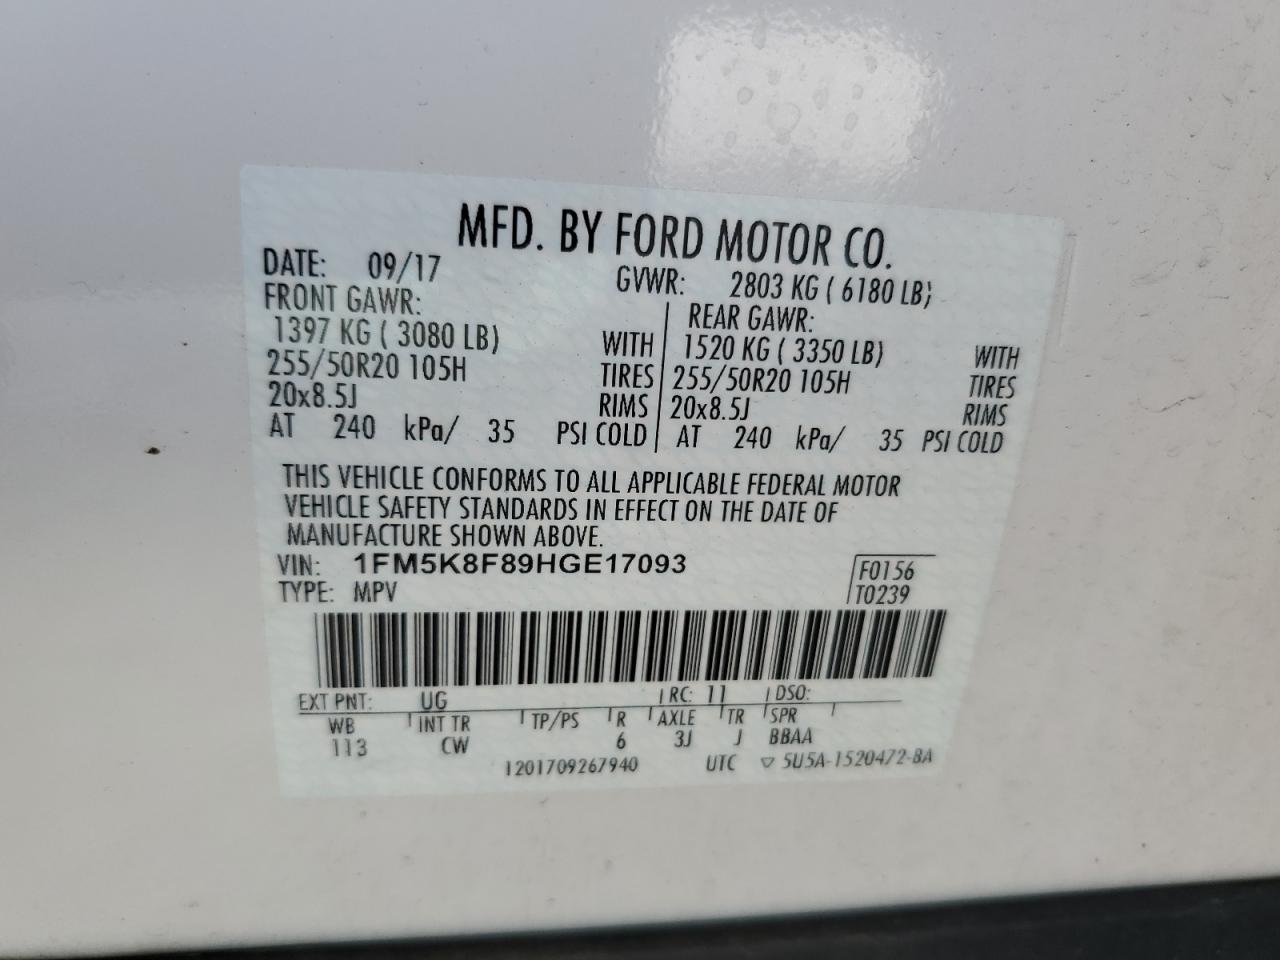 MFD. BY FORD MOTOR CO.
DATE: 09/17 GVWR: 2803 KG ( 6180 LB)
FRONT GAWR: REAR GAWR:
1397 KG ( 3080 LB) WITH 1520 KG ( 3350 LB) WITH
255/50R20 105H TIRES 255/50R20 105H TIRES
20x8.5J RIMS 20x8.5J RIMS
AT 240 kPa/ 35 PSI COLD AT 240 kPa/ 35 PSI COLD
THIS VEHICLE CONFORMS TO ALL APPLICABLE FEDERAL MOTOR
VEHICLE SAFETY STANDARDS IN EFFECT ON THE DATE OF
MANUFACTURE SHOWN ABOVE.
VIN: 1FM5K8F89HGE17093 F0156
TYPE: MPV T0239
EXT PNT: UG RC: 11 DSO:
WB INT TR TP/PS R AXLE TR SPR
113 CW 6 3J J BBAA
1201709267940 UTC ▽ 5U5A-1520472-BA